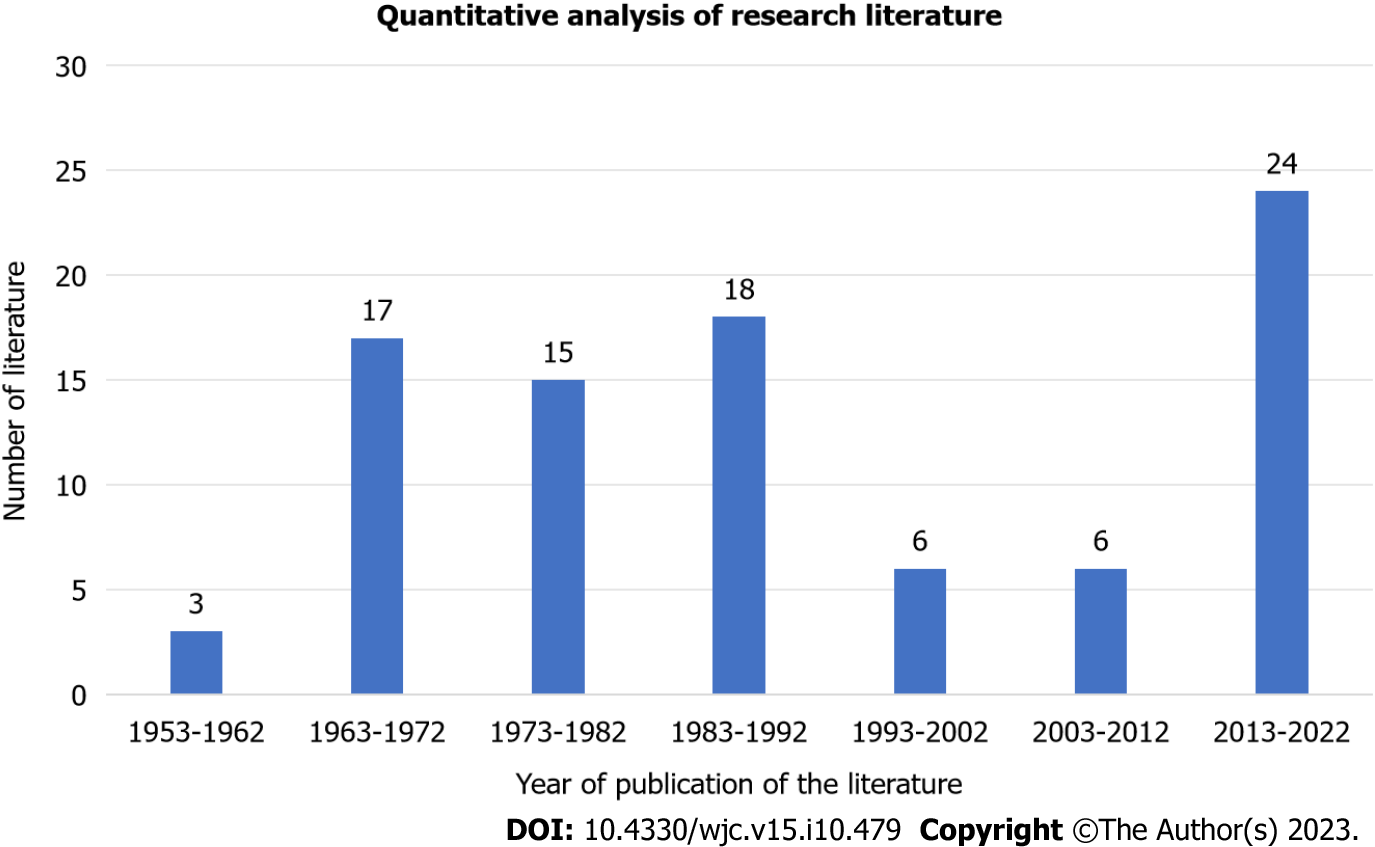 Quantitative analysis of research literature
30
25
20
15
10
5
0
Number of literature
3
17
15
18
6
6
24
1953-1962 1963-1972 1973-1982 1983-1992 1993-2002 2003-2012 2013-2022
Year of publication of the literature
DOI: 10.4330/wjc.v15.i10.479 Copyright ©The Author(s) 2023.